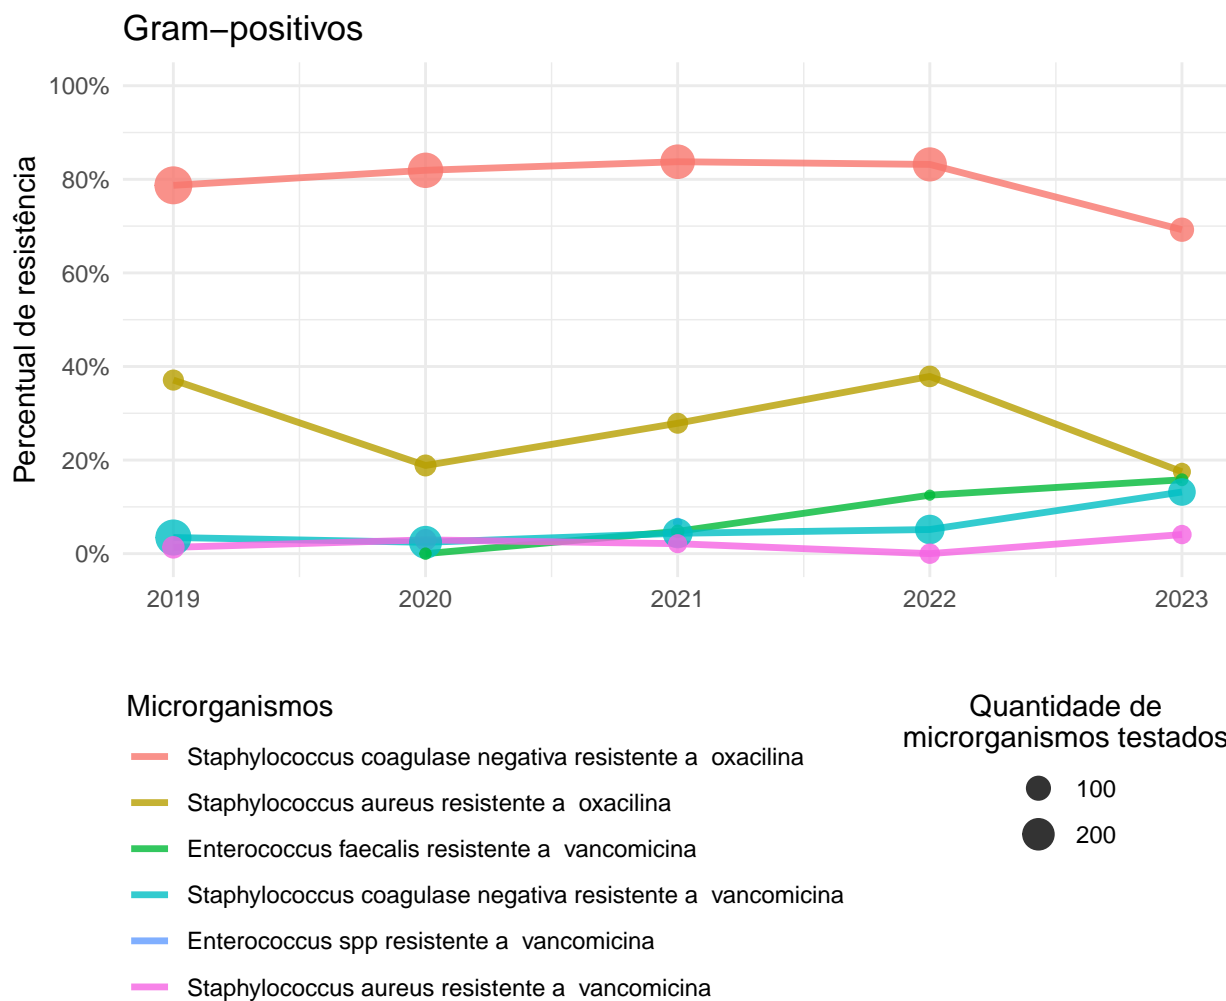 Gram−positivos
Percentual de resistência
100%
80%
60%
40%
20%
0%
2019 2020 2021 2022 2023
Microrganismos
Staphylococcus coagulase negativa resistente a  oxacilina
Staphylococcus aureus resistente a  oxacilina
Enterococcus faecalis resistente a  vancomicina
Staphylococcus coagulase negativa resistente a  vancomicina
Enterococcus spp resistente a  vancomicina
Staphylococcus aureus resistente a  vancomicina
Quantidade de
microrganismos testados
100
200